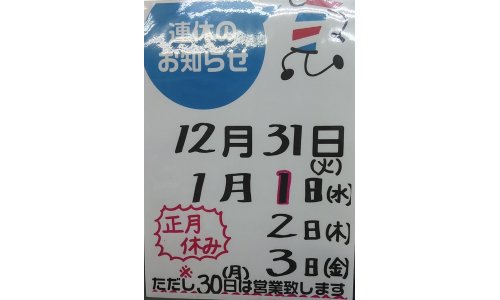 連休の
お知らせ
12月31日
(火)
1月1日(水)
正月
休み
2日(木)
3日(金)
※
(月)
ただし30日は営業致します